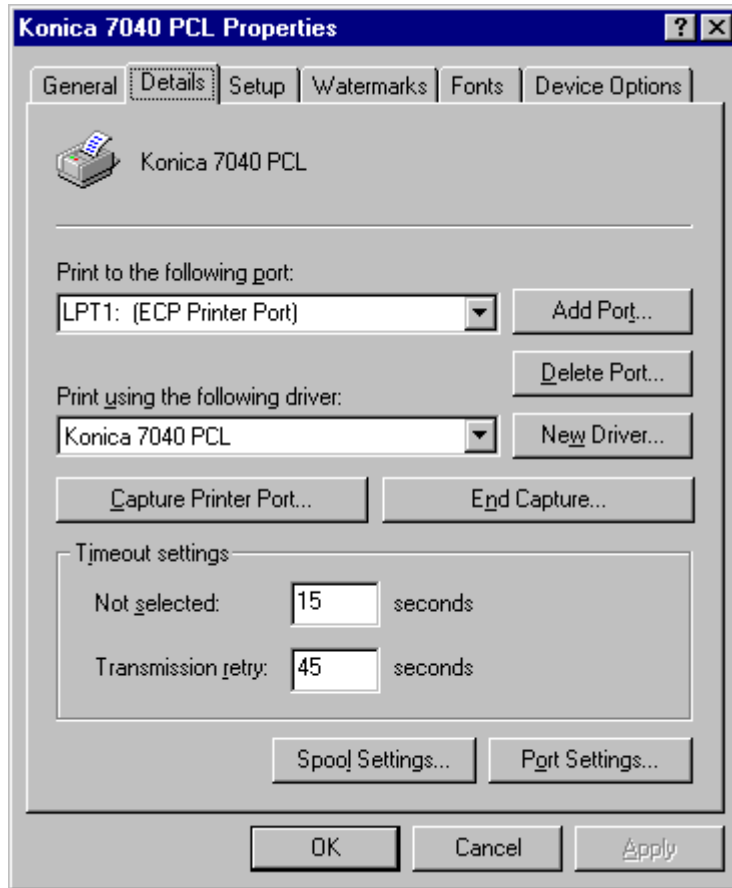 Konica 7040 PCL Properties ? X
General Details Setup Watermarks Fonts Device Options
Konica 7040 PCL
Print to the following port:
LPT1: (ECP Printer Port) Add Port...
Delete Port...
Print using the following driver:
Konica 7040 PCL New Driver...
Capture Printer Port... End Capture...
Timeout settings
Not selected: 15 seconds
Transmission retry: 45 seconds
Spool Settings... Port Settings...
OK Cancel Apply